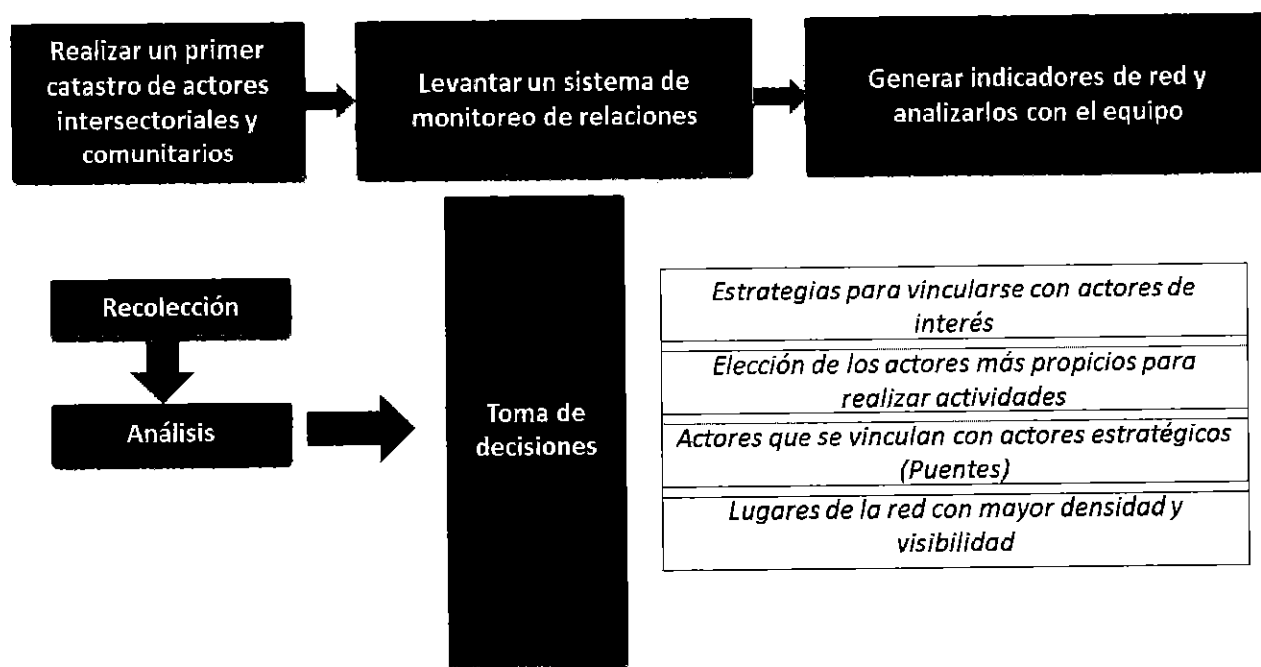 Realizar un primer
catastro de actores
intersectoriales y
comunitarios
Levantar un sistema de
monitoreo de relaciones
Generar indicadores de red y
analizarlos con el equipo
Recolección
Análisis
Toma de
decisiones
Estrategias para vincularse con actores de
interés
Elección de los actores más propicios para
realizar actividades
Actores que se vinculan con actores estratégicos
(Puentes)
Lugares de la red con mayor densidad y
visibilidad